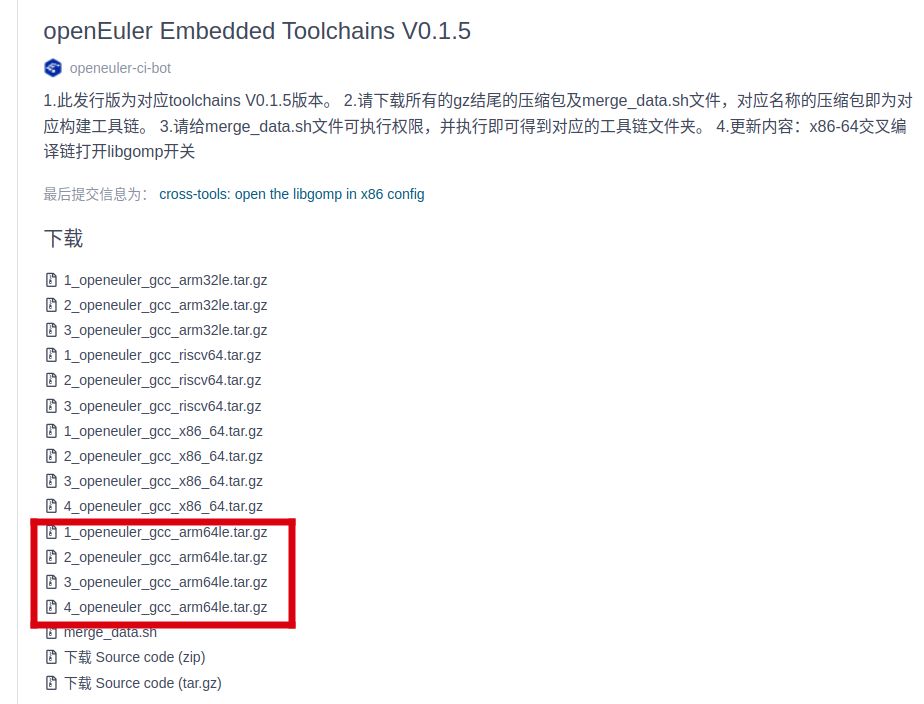 openEuler Embedded Toolchains V0.1.5
openeuler-ci-bot
1.此发行版为对应toolchains V0.1.5版本。 2.请下载所有的gz结尾的压缩包及merge_data.sh文件，对应名称的压缩包即为对
应构建工具链。 3.请给merge_data.sh文件可执行权限，并执行即可得到对应的工具链文件夹。 4.更新内容：x86-64交叉编
译链打开libgomp开关
最后提交信息为： cross-tools: open the libgomp in x86 config
下载
1_openeuler_gcc_arm32le.tar.gz
2_openeuler_gcc_arm32le.tar.gz
3_openeuler_gcc_arm32le.tar.gz
1_openeuler_gcc_riscv64.tar.gz
2_openeuler_gcc_riscv64.tar.gz
3_openeuler_gcc_riscv64.tar.gz
1_openeuler_gcc_x86_64.tar.gz
2_openeuler_gcc_x86_64.tar.gz
3_openeuler_gcc_x86_64.tar.gz
4_openeuler_gcc_x86_64.tar.gz
1_openeuler_gcc_arm64le.tar.gz
2_openeuler_gcc_arm64le.tar.gz
3_openeuler_gcc_arm64le.tar.gz
4_openeuler_gcc_arm64le.tar.gz
merge_data.sh
下载 Source code (zip)
下载 Source code (tar.gz)